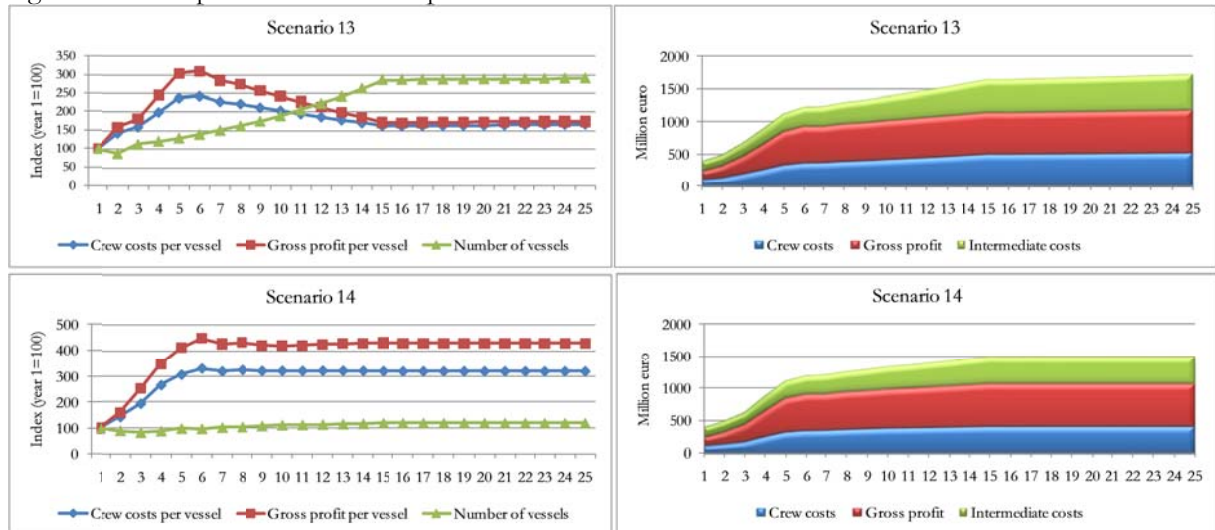 Scenario 13
350
300
250
200
150
100
50
0
Index (year 1=100)
1 2 3 4 5 6 7 8 9 10 11 12 13 14 15 16 17 18 19 20 21 22 23 24 25
Crew costs per vessel Gross profit per vessel Number of vessels
Scenario 13
2000
1500
1000
500
0
Million euro
1 2 3 4 5 6 7 8 9 10 11 12 13 14 15 16 17 18 19 20 21 22 23 24 25
Crew costs Gross profit Intermediate costs
Scenario 14
500
400
300
200
100
0
Index (year 1=100)
1 2 3 4 5 6 7 8 9 10 11 12 13 14 15 16 17 18 19 20 21 22 23 24 25
Crew costs per vessel Gross profit per vessel Number of vessels
Scenario 14
2000
1500
1000
500
0
Million euro
1 2 3 4 5 6 7 8 9 10 11 12 13 14 15 16 17 18 19 20 21 22 23 24 25
Crew costs Gross profit Intermediate costs